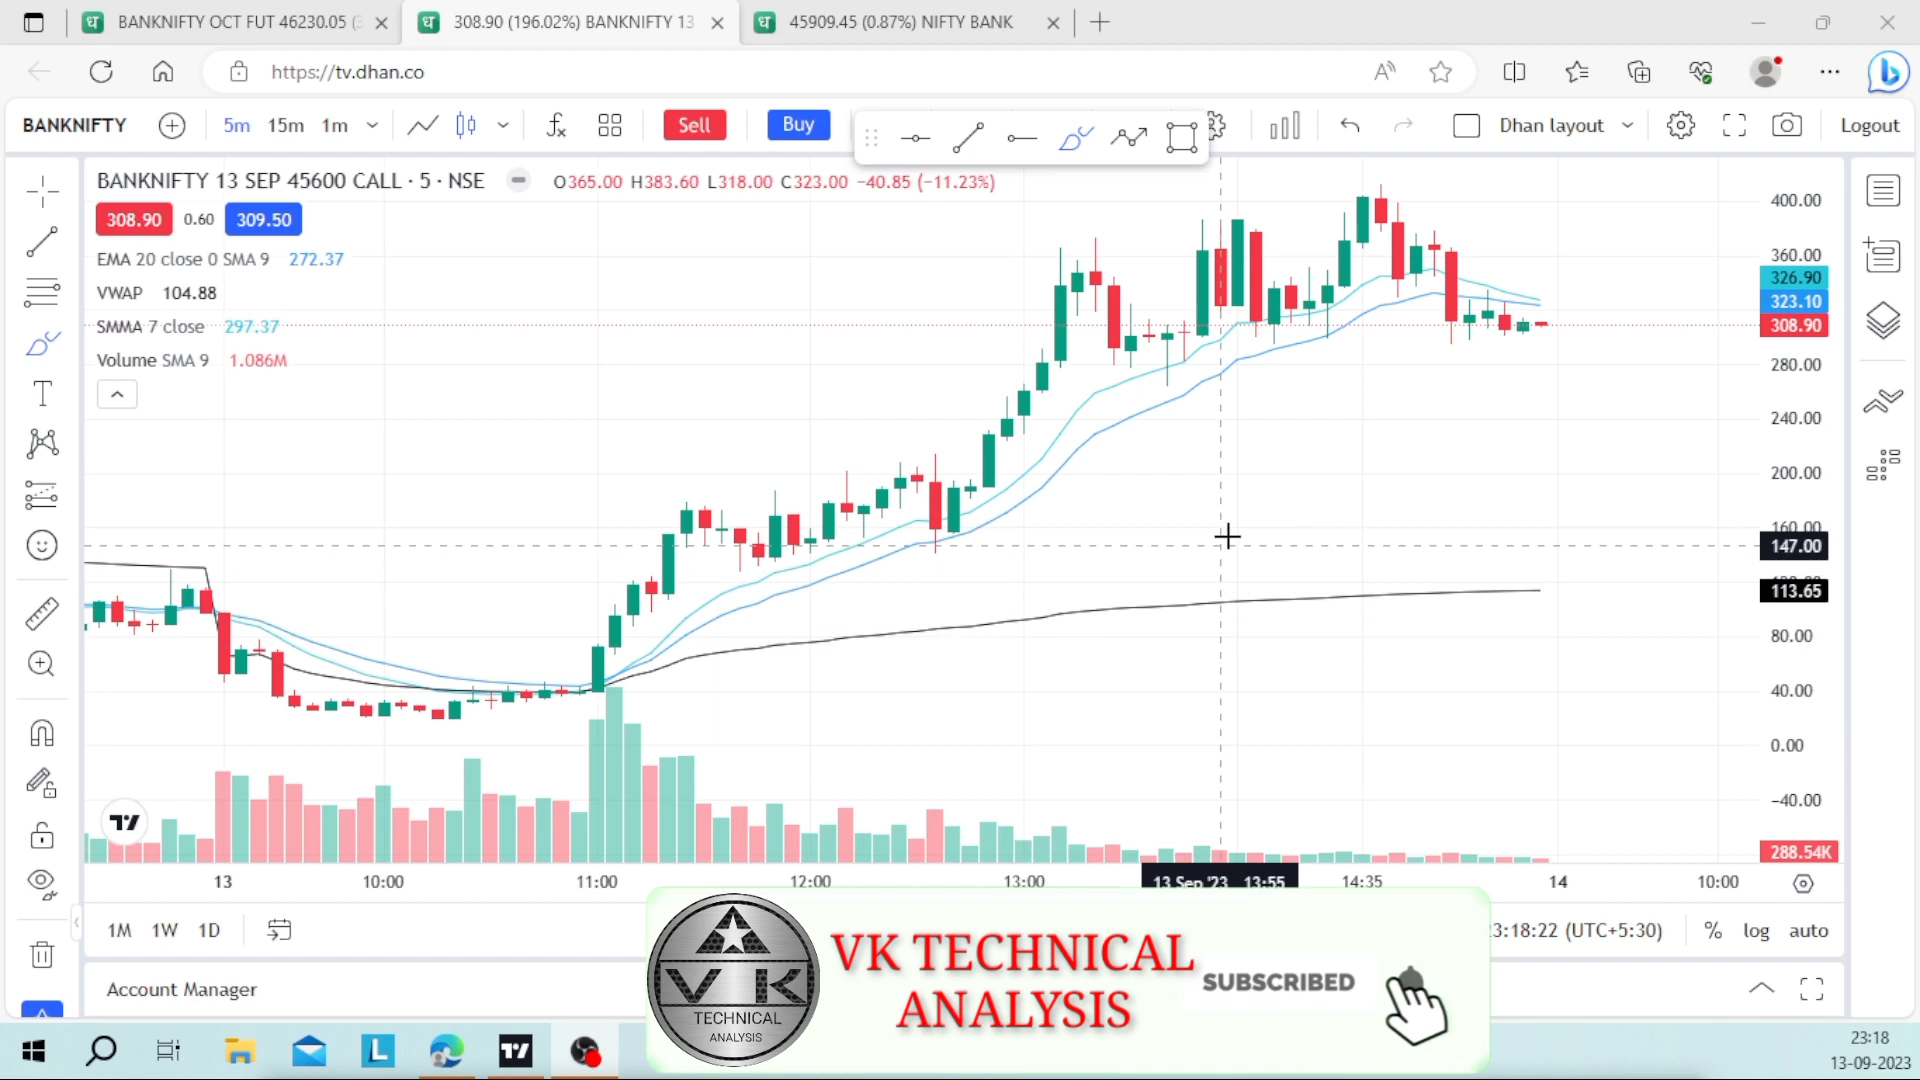 BANKNIFTY OCT FUT 46230.05 (3
308.90 (196.02%) BANKNIFTY 13
45909.45 (0.87%) NIFTY BANK
https://tv.dhan.co
BANKNIFTY
5m 15m 1m
Sell
Buy
Dhan layout
Logout
BANKNIFTY 13 SEP 45600 CALL · 5 · NSE
O365.00 H383.60 L318.00 C323.00 −40.85 (−11.23%)
308.90 0.60 309.50
EMA 20 close 0 SMA 9 272.37
VWAP 104.88
SMMA 7 close 297.37
Volume SMA 9 1.086M
400.00
360.00
326.90
323.10
308.90
280.00
240.00
200.00
160.00
147.00
113.65
80.00
40.00
0.00
−40.00
288.54K
13 10:00 11:00 12:00 13:00 13 Sep '23 13:55 14:35 14 10:00
1M 1W 1D
3:18:22 (UTC+5:30) % log auto
Account Manager
VK
TECHNICAL
ANALYSIS
VK TECHNICAL
ANALYSIS
SUBSCRIBED
23:18
13-09-2023